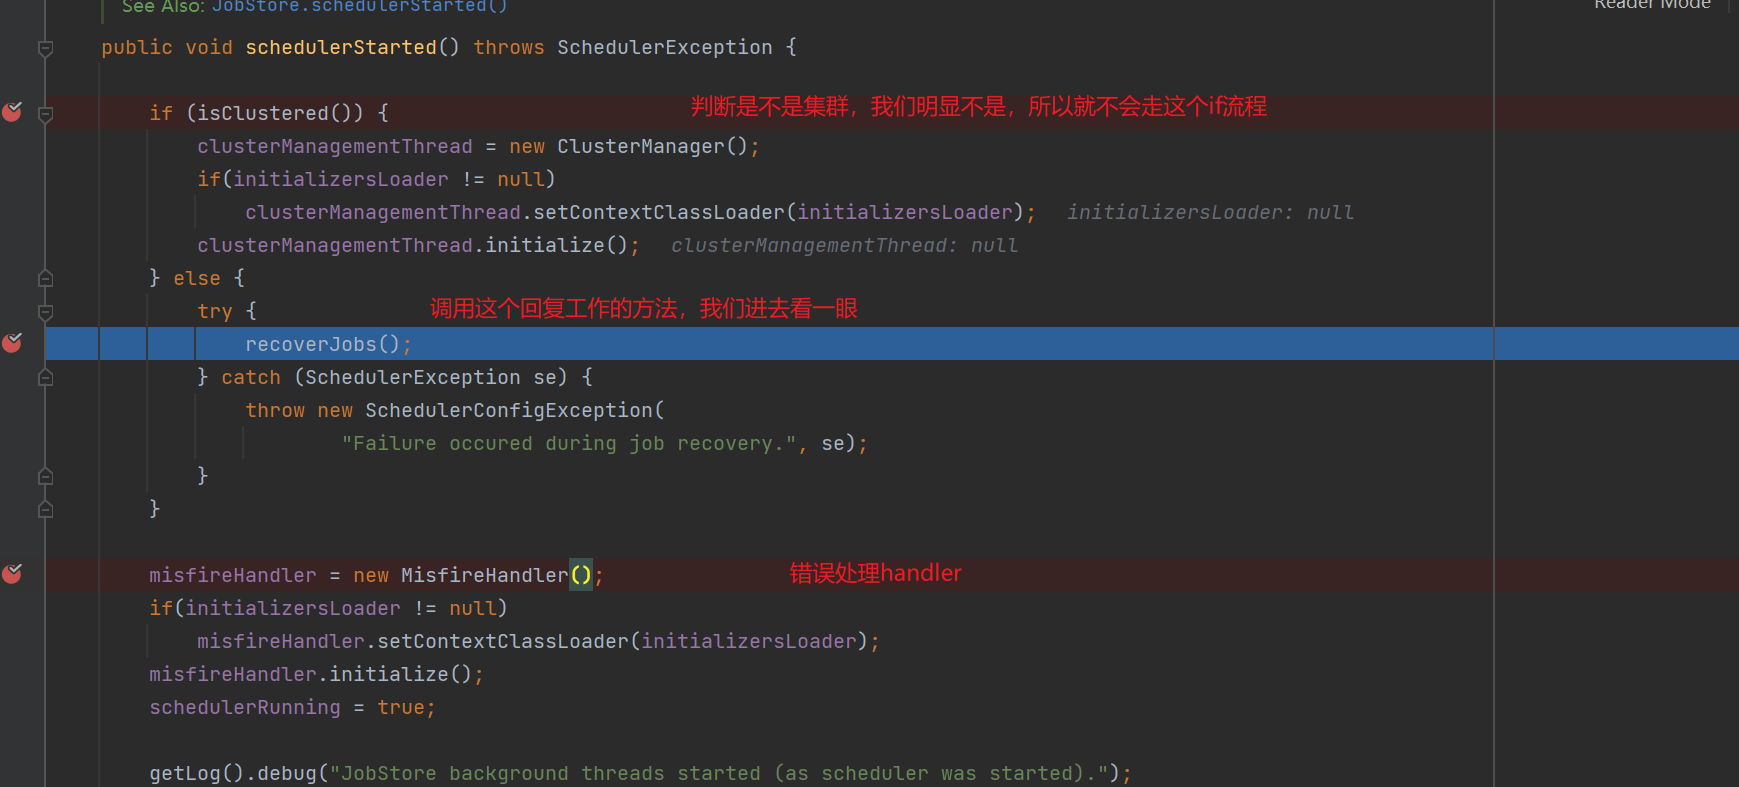 See Also: JobStore.schedulerStarted()
Reader Mode
public void schedulerStarted() throws SchedulerException {
if (isClustered()) { 判断是不是集群，我们明显不是，所以就不会走这个if流程
clusterManagementThread = new ClusterManager();
if(initializersLoader != null)
clusterManagementThread.setContextClassLoader(initializersLoader); initializersLoader: null
clusterManagementThread.initialize(); clusterManagementThread: null
} else {
try { 调用这个回复工作的方法，我们进去看一眼
recoverJobs();
} catch (SchedulerException se) {
throw new SchedulerConfigException(
"Failure occured during job recovery.", se);
}
}
misfireHandler = new MisfireHandler(); 错误处理handler
if(initializersLoader != null)
misfireHandler.setContextClassLoader(initializersLoader);
misfireHandler.initialize();
schedulerRunning = true;
getLog().debug("JobStore background threads started (as scheduler was started).");